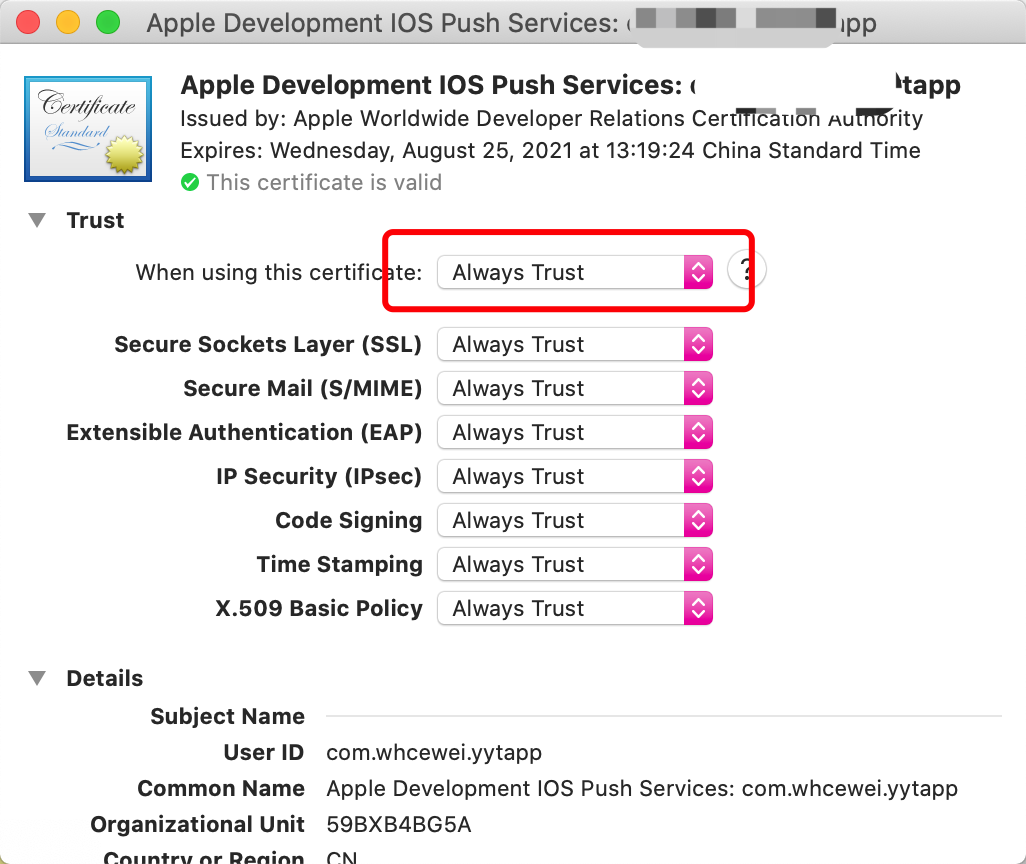 Apple Development IOS Push Services: pp
Certificate
Standard
Apple Development IOS Push Services: tapp
Issued by: Apple Worldwide Developer Relations Certification Authority
Expires: Wednesday, August 25, 2021 at 13:19:24 China Standard Time
This certificate is valid
Trust
When using this certificate: Always Trust ?
Secure Sockets Layer (SSL) Always Trust
Secure Mail (S/MIME) Always Trust
Extensible Authentication (EAP) Always Trust
IP Security (IPsec) Always Trust
Code Signing Always Trust
Time Stamping Always Trust
X.509 Basic Policy Always Trust
Details
Subject Name
User ID com.whcewei.yytapp
Common Name Apple Development IOS Push Services: com.whcewei.yytapp
Organizational Unit 59BXB4BG5A
Country or Region CN